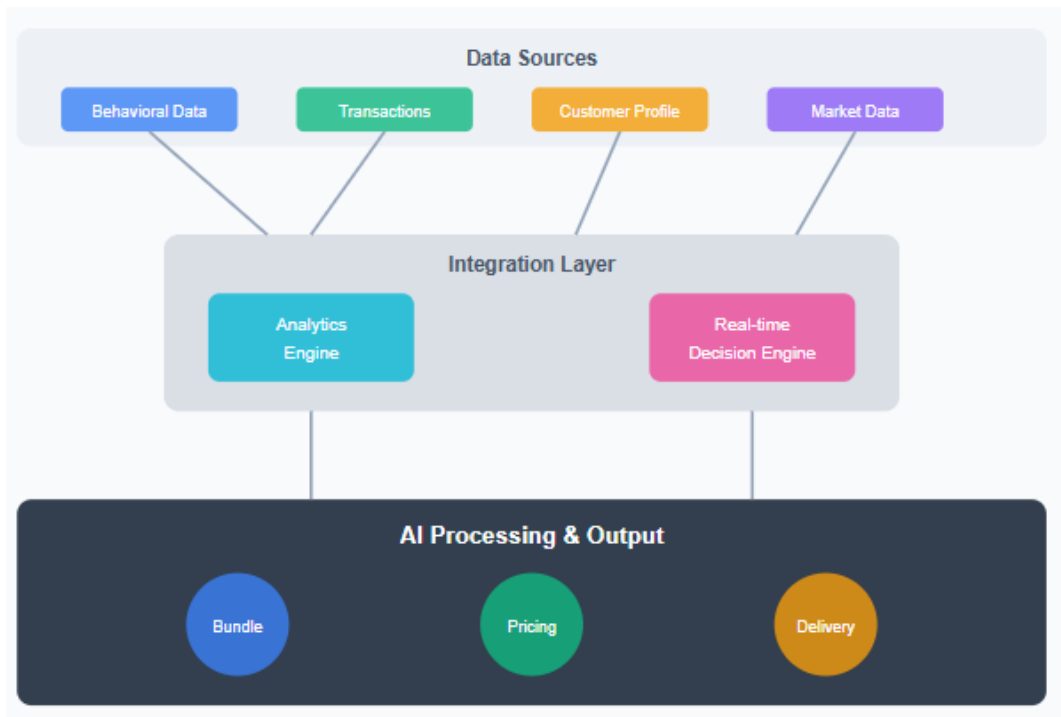 Data Sources
Behavioral Data
Transactions
Customer Profile
Market Data
Integration Layer
Analytics
Engine
Real-time
Decision Engine
AI Processing & Output
Bundle
Pricing
Delivery